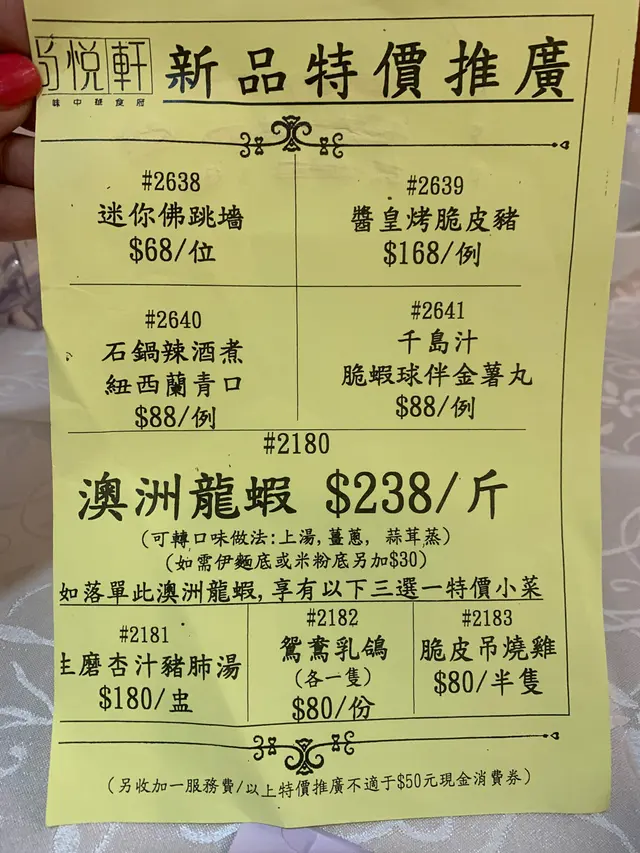 尚悦軒
味中菜食府
新品特價推廣
#2638
迷你佛跳墻
$68/位
#2639
醬皇烤脆皮豬
$168/例
#2640
石鍋辣酒煮
紐西蘭青口
$88/例
#2641
千島汁
脆蝦球伴金薯丸
$88/例
#2180
澳洲龍蝦 $238/斤
(可轉口味做法:上湯,薑蔥, 蒜茸蒸)
(如需伊麵底或米粉底另加$30)
如落單此澳洲龍蝦,享有以下三選一特價小菜
#2181
生磨杏汁豬肺湯
$180/盅
#2182
鴛鴦乳鴿
(各一隻)
$80/份
#2183
脆皮吊燒雞
$80/半隻
(另收加一服務費/以上特價推廣不適于$50元現金消費券)